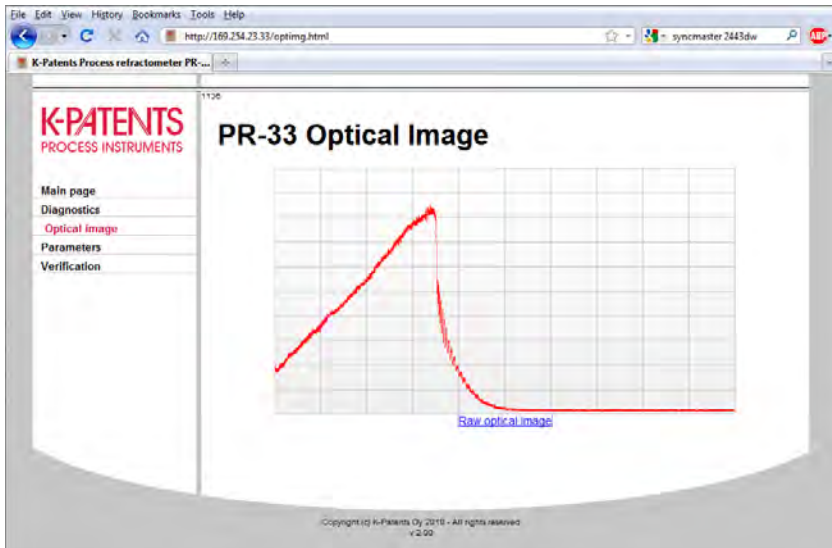 File Edit View History Bookmarks Tools Help
http://169.254.23.33/optimg.html
syncmaster 2443dw
ABP
K-Patents Process refractometer PR-...
1136
K-PATENTS
PROCESS INSTRUMENTS
PR-33 Optical Image
Main page
Diagnostics
Optical image
Parameters
Verification
Raw optical image
Copyright (c) K-Patents Oy 2010 - All rights reserved
v 2.00